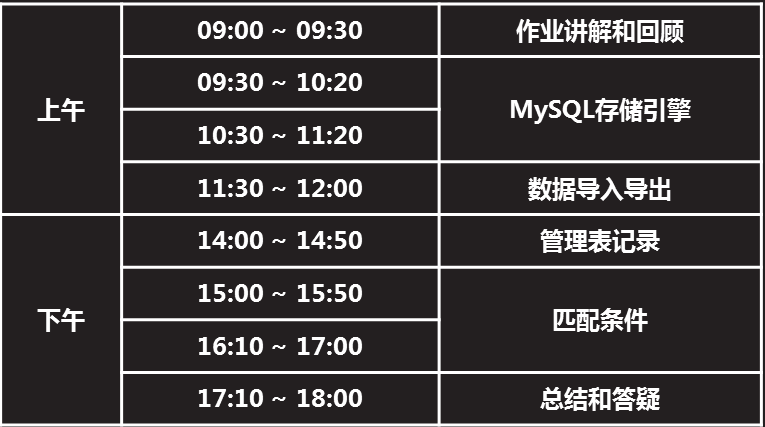 上午
09:00 ~ 09:30
作业讲解和回顾
09:30 ~ 10:20
MySQL存储引擎
10:30 ~ 11:20
11:30 ~ 12:00
数据导入导出
下午
14:00 ~ 14:50
管理表记录
15:00 ~ 15:50
匹配条件
16:10 ~ 17:00
17:10 ~ 18:00
总结和答疑